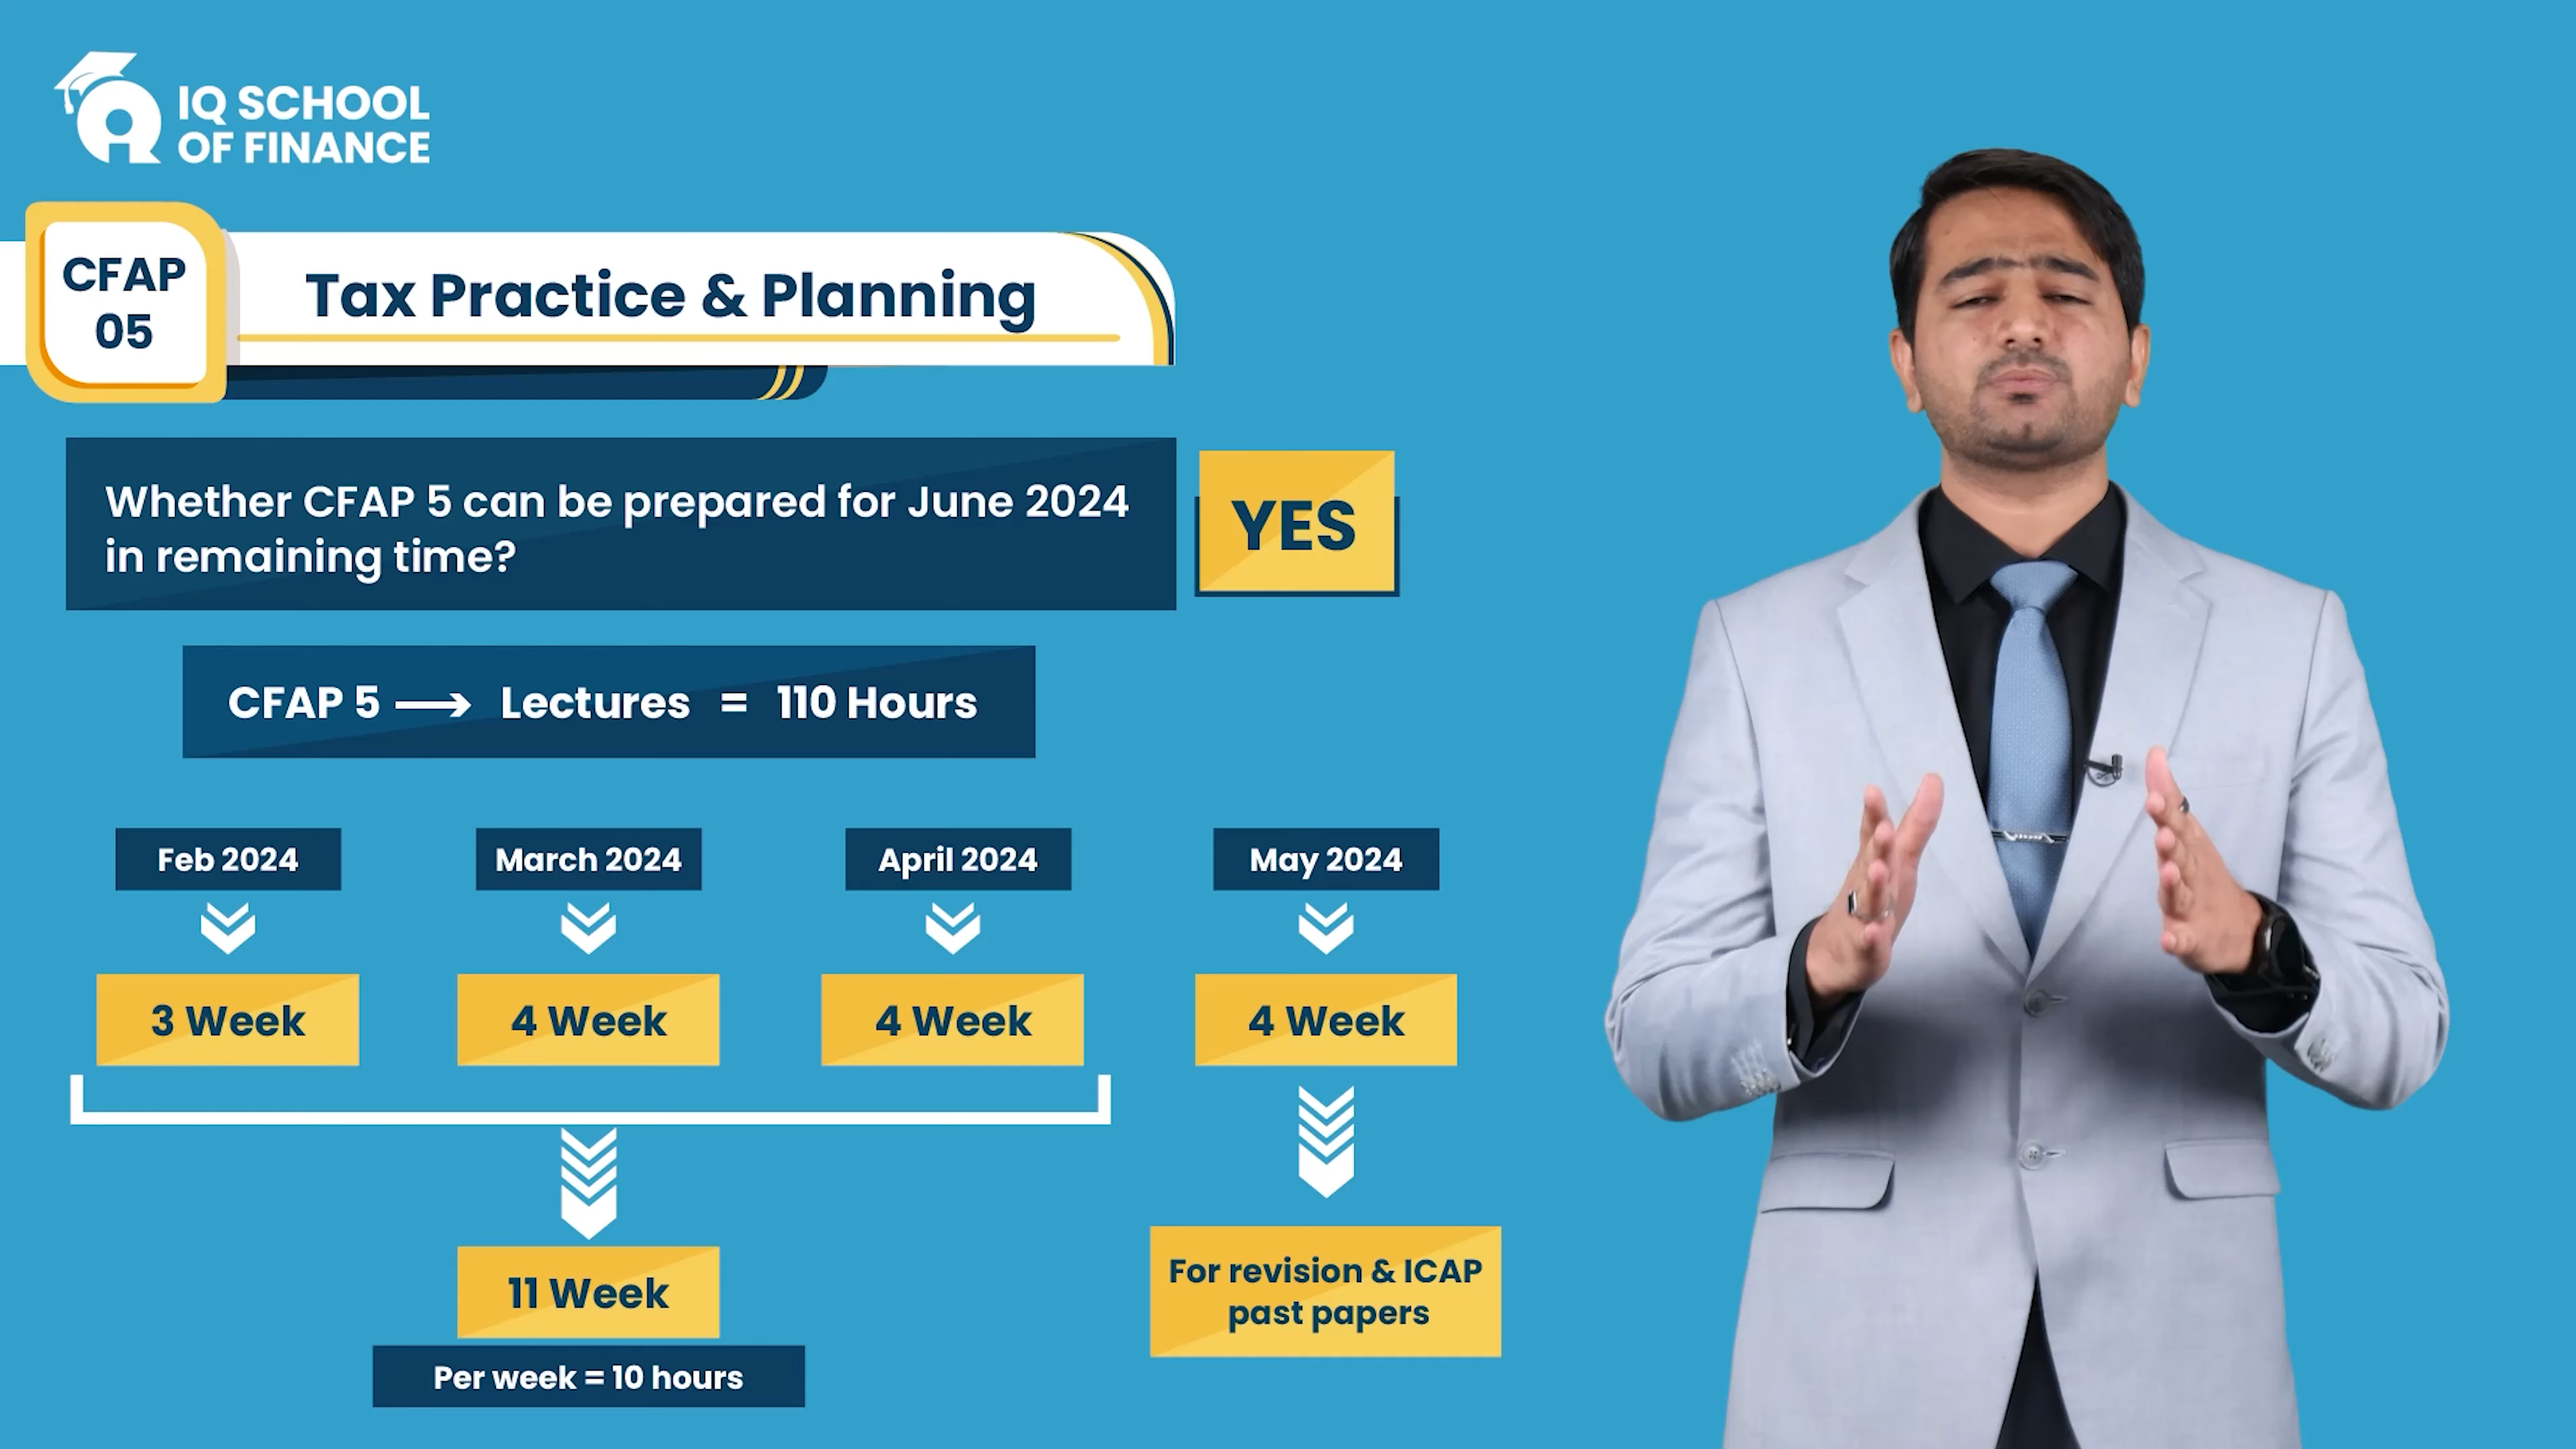 IQ SCHOOL
OF FINANCE
CFAP
05
Tax Practice & Planning
Whether CFAP 5 can be prepared for June 2024
in remaining time?
YES
CFAP 5 ⟶ Lectures = 110 Hours
Feb 2024
March 2024
April 2024
May 2024
3 Week
4 Week
4 Week
4 Week
11 Week
Per week = 10 hours
For revision & ICAP
past papers